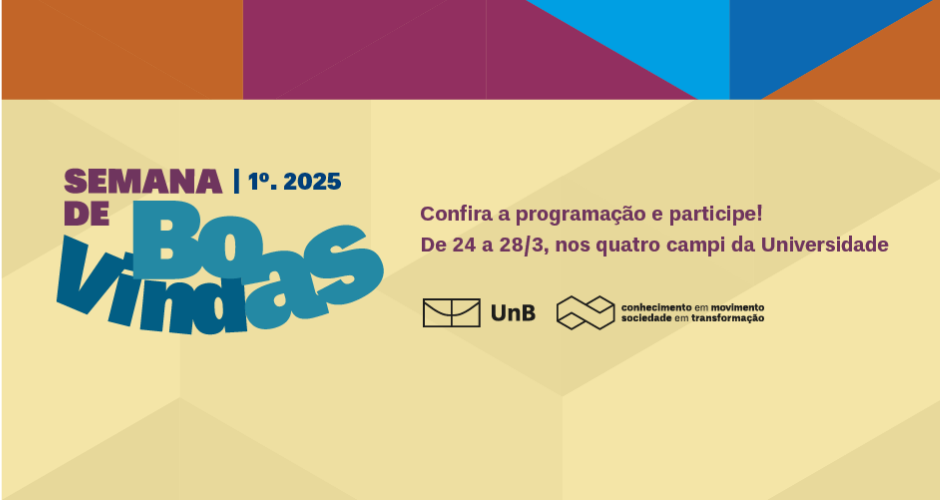 SEMANA | 1º. 2025
DE Boas
Vindas
Confira a programação e participe!
De 24 a 28/3, nos quatro campi da Universidade
UnB
conhecimento em movimento
sociedade em transformação